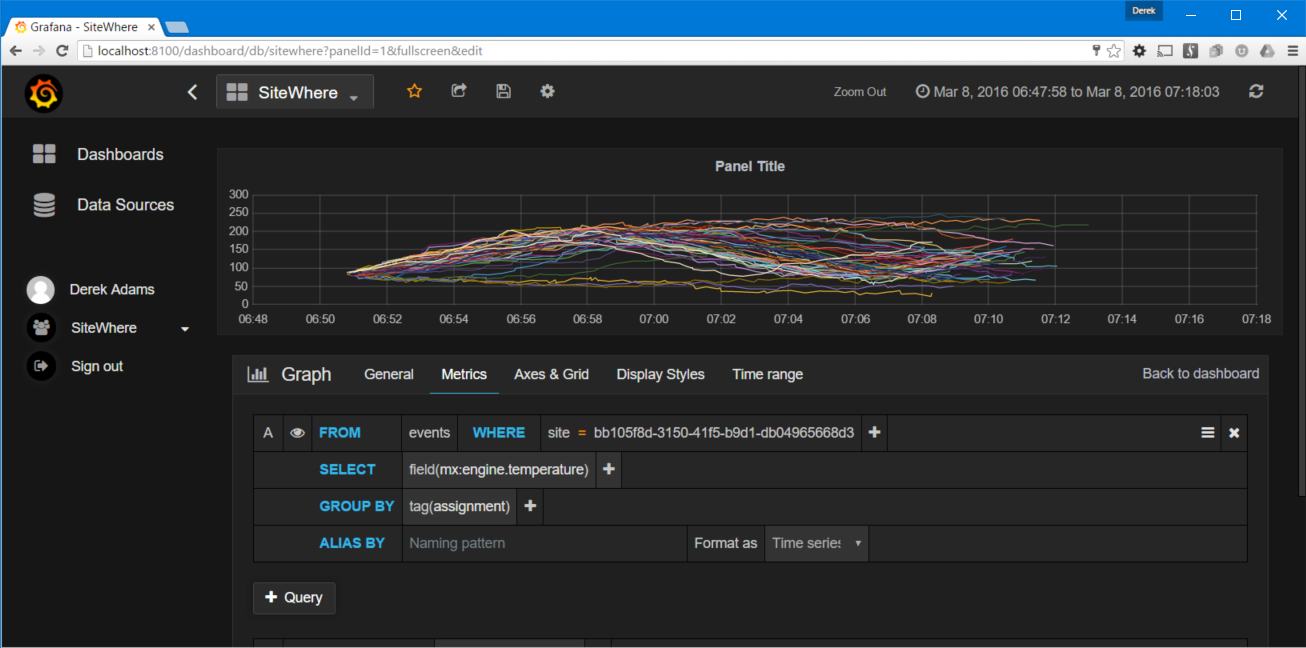 Derek
Grafana - SiteWhere
localhost:8100/dashboard/db/sitewhere?panelId=1&fullscreen&edit
SiteWhere
Zoom Out
Mar 8, 2016 06:47:58 to Mar 8, 2016 07:18:03
Dashboards
Data Sources
Derek Adams
SiteWhere
Sign out
Panel Title
300
250
200
150
100
50
0
06:48 06:50 06:52 06:54 06:56 06:58 07:00 07:02 07:04 07:06 07:08 07:10 07:12 07:14 07:16 07:18
Graph General Metrics Axes & Grid Display Styles Time range Back to dashboard
A FROM events WHERE site = bb105f8d-3150-41f5-b9d1-db04965668d3 +
SELECT field(mx:engine.temperature) +
GROUP BY tag(assignment) +
ALIAS BY Naming pattern Format as Time series
+ Query